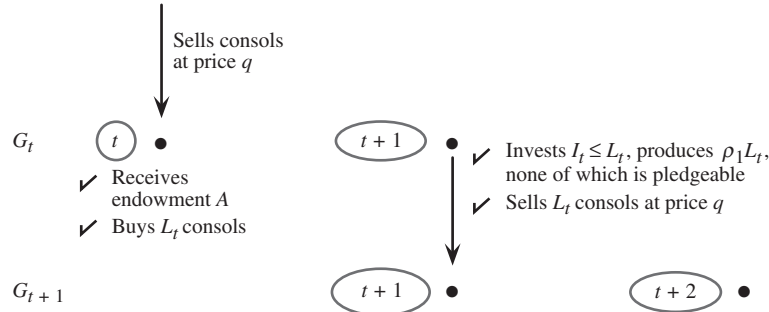 Sells consols
at price q
G_t
t
t + 1
Invests I_t ≤ L_t, produces ρ_1L_t,
none of which is pledgeable
Receives
endowment A
Sells L_t consols at price q
Buys L_t consols
G_{t + 1}
t + 1
t + 2